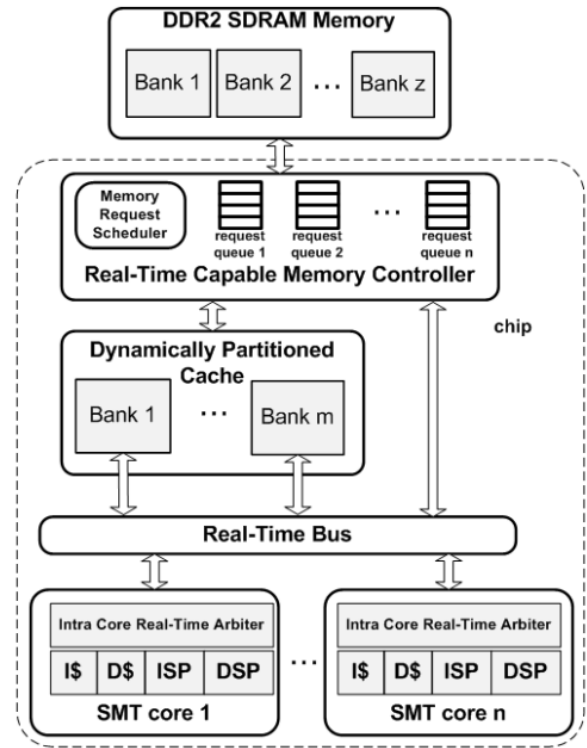 DDR2 SDRAM Memory
Bank 1 Bank 2 ... Bank z
Memory
Request
Scheduler
request
queue 1
request
queue 2
...
request
queue n
Real-Time Capable Memory Controller
chip
Dynamically Partitioned
Cache
Bank 1 ... Bank m
Real-Time Bus
Intra Core Real-Time Arbiter
I$ D$ ISP DSP
SMT core 1
...
Intra Core Real-Time Arbiter
I$ D$ ISP DSP
SMT core n